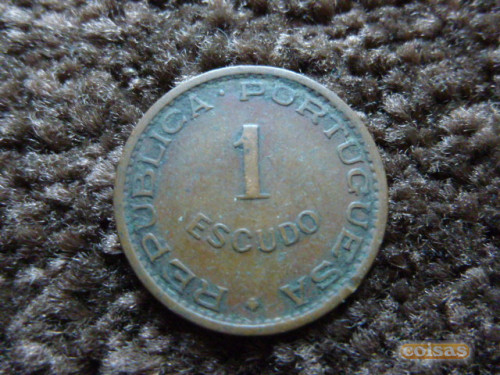 REPUBLICA · PORTUGUESA
1
ESCUDO
coisas